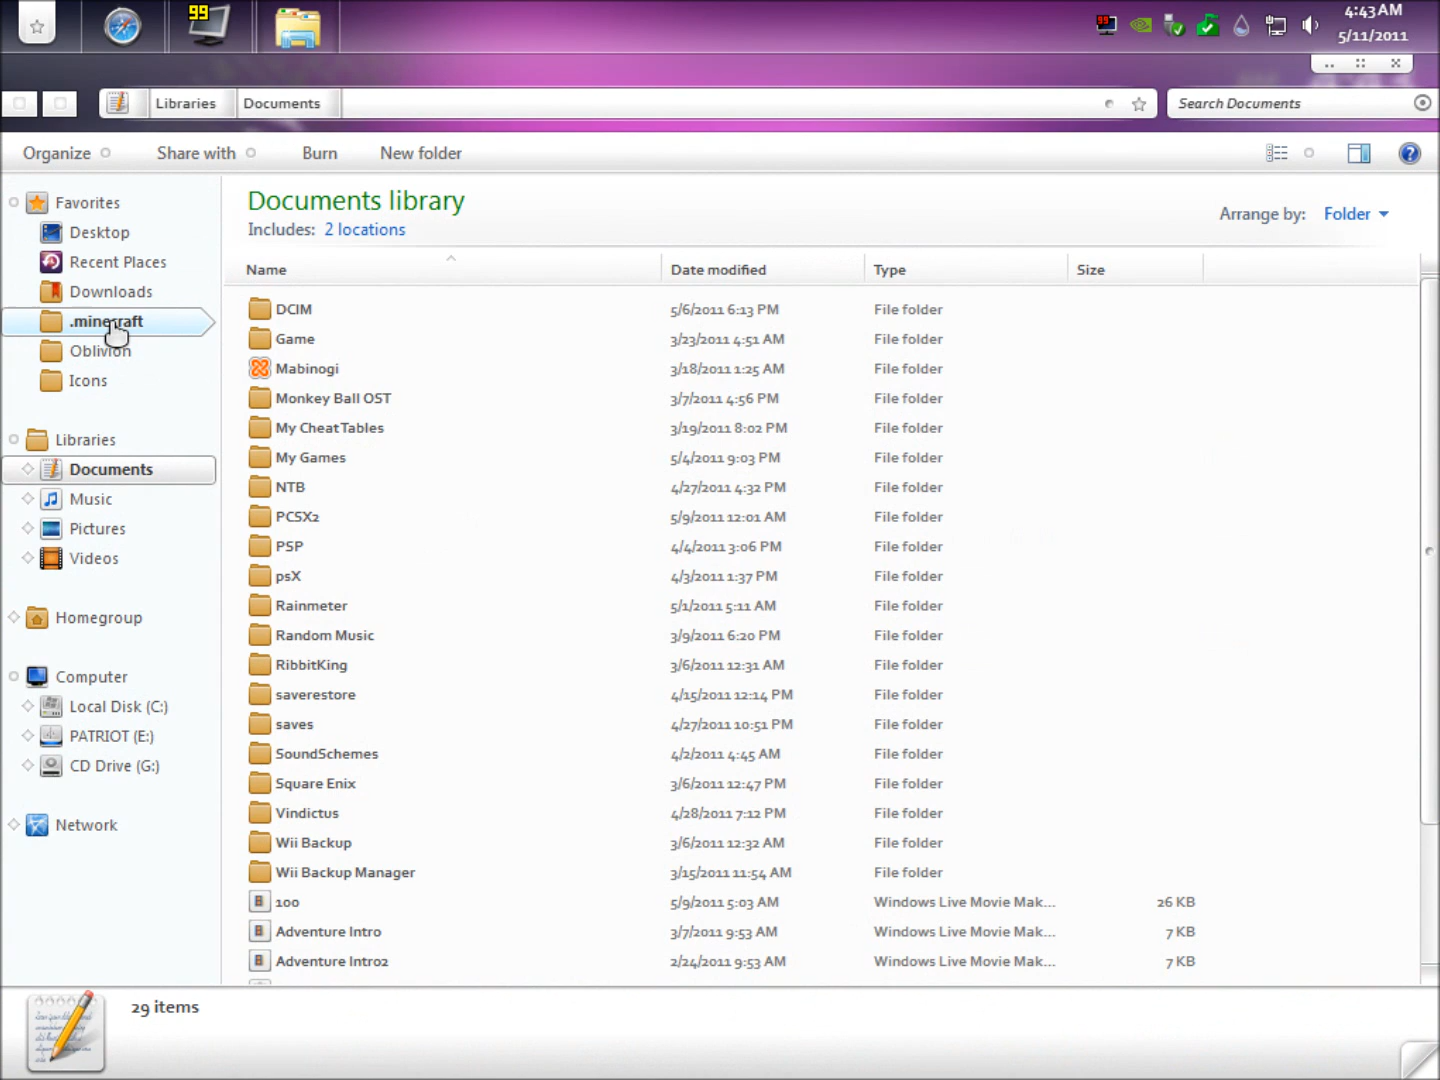 99
99
4:43 AM
5/11/2011
Libraries
Documents
Search Documents
Organize
Share with
Burn
New folder
Favorites
Desktop
Recent Places
Downloads
.minecraft
Oblivion
Icons
Libraries
Documents
Music
Pictures
Videos
Homegroup
Computer
Local Disk (C:)
PATRIOT (E:)
CD Drive (G:)
Network
Documents library
Includes: 2 locations
Arrange by: Folder
Name Date modified Type Size
DCIM 5/6/2011 6:13 PM File folder
Game 3/23/2011 4:51 AM File folder
Mabinogi 3/18/2011 1:25 AM File folder
Monkey Ball OST 3/7/2011 4:56 PM File folder
My Cheat Tables 3/19/2011 8:02 PM File folder
My Games 5/4/2011 9:03 PM File folder
NTB 4/27/2011 4:32 PM File folder
PCSX2 5/9/2011 12:01 AM File folder
PSP 4/4/2011 3:06 PM File folder
psX 4/3/2011 1:37 PM File folder
Rainmeter 5/1/2011 5:11 AM File folder
Random Music 3/9/2011 6:20 PM File folder
RibbitKing 3/6/2011 12:31 AM File folder
saverestore 4/15/2011 12:14 PM File folder
saves 4/27/2011 10:51 PM File folder
SoundSchemes 4/2/2011 4:45 AM File folder
Square Enix 3/6/2011 12:47 PM File folder
Vindictus 4/28/2011 7:12 PM File folder
Wii Backup 3/6/2011 12:32 AM File folder
Wii Backup Manager 3/15/2011 11:54 AM File folder
100 5/9/2011 5:03 AM Windows Live Movie Mak... 26 KB
Adventure Intro 3/7/2011 9:53 AM Windows Live Movie Mak... 7 KB
Adventure Intro2 2/24/2011 9:53 AM Windows Live Movie Mak... 7 KB
29 items